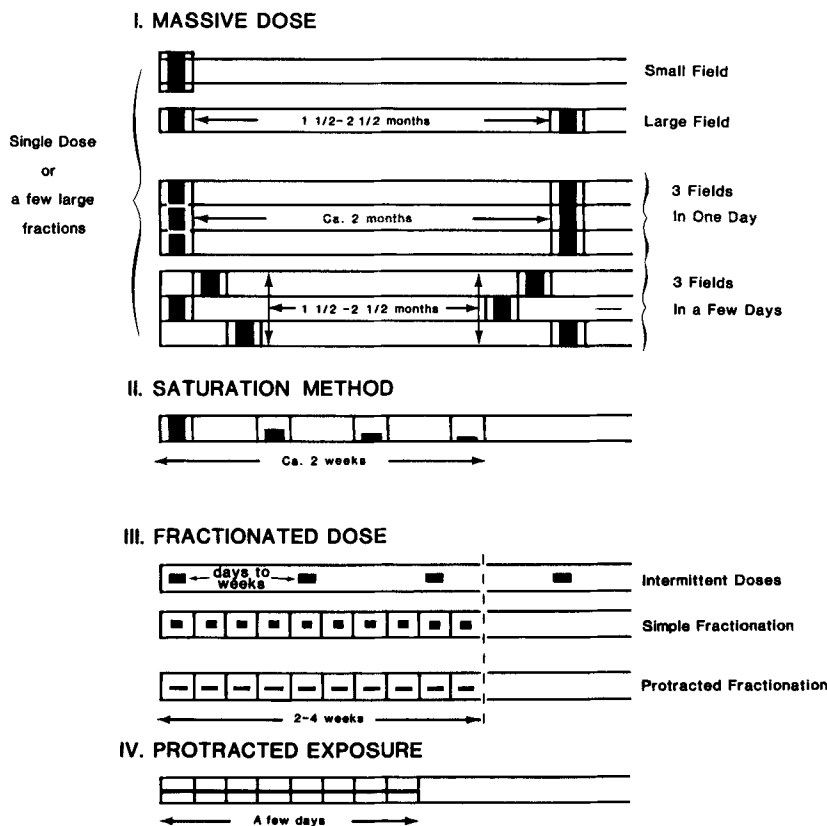 I. MASSIVE DOSE
Small Field
1 1/2-2 1/2 months
Large Field
Single Dose
or
a few large
fractions
3 Fields
In One Day
Ca. 2 months
3 Fields
In a Few Days
1 1/2 -2 1/2 months
II. SATURATION METHOD
Ca. 2 weeks
III. FRACTIONATED DOSE
days to
weeks
Intermittent Doses
Simple Fractionation
Protracted Fractionation
2-4 weeks
IV. PROTRACTED EXPOSURE
A few days